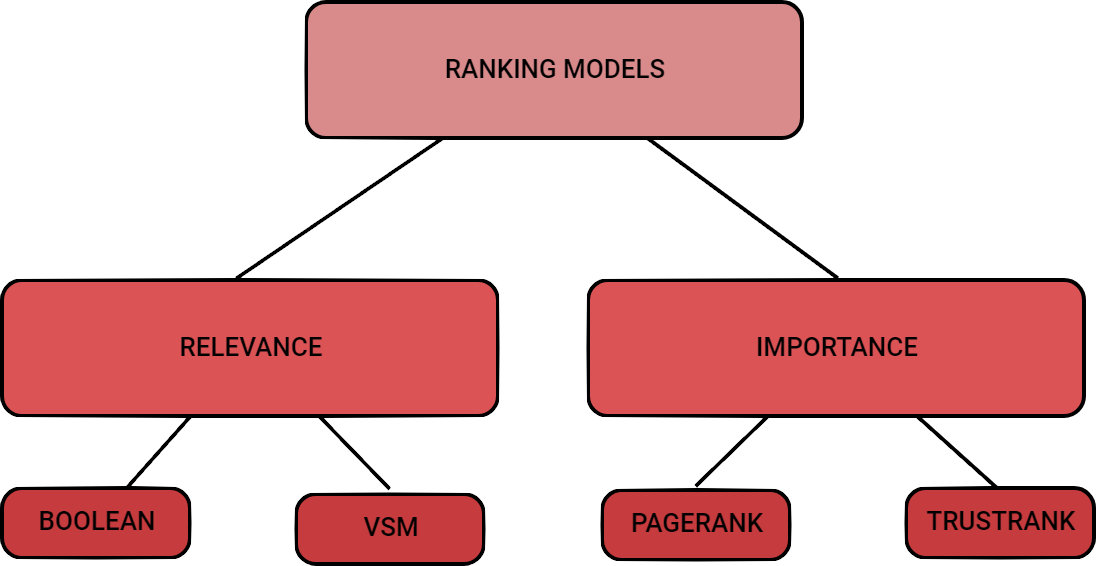 RANKING MODELS
RELEVANCE
IMPORTANCE
BOOLEAN
VSM
PAGERANK
TRUSTRANK